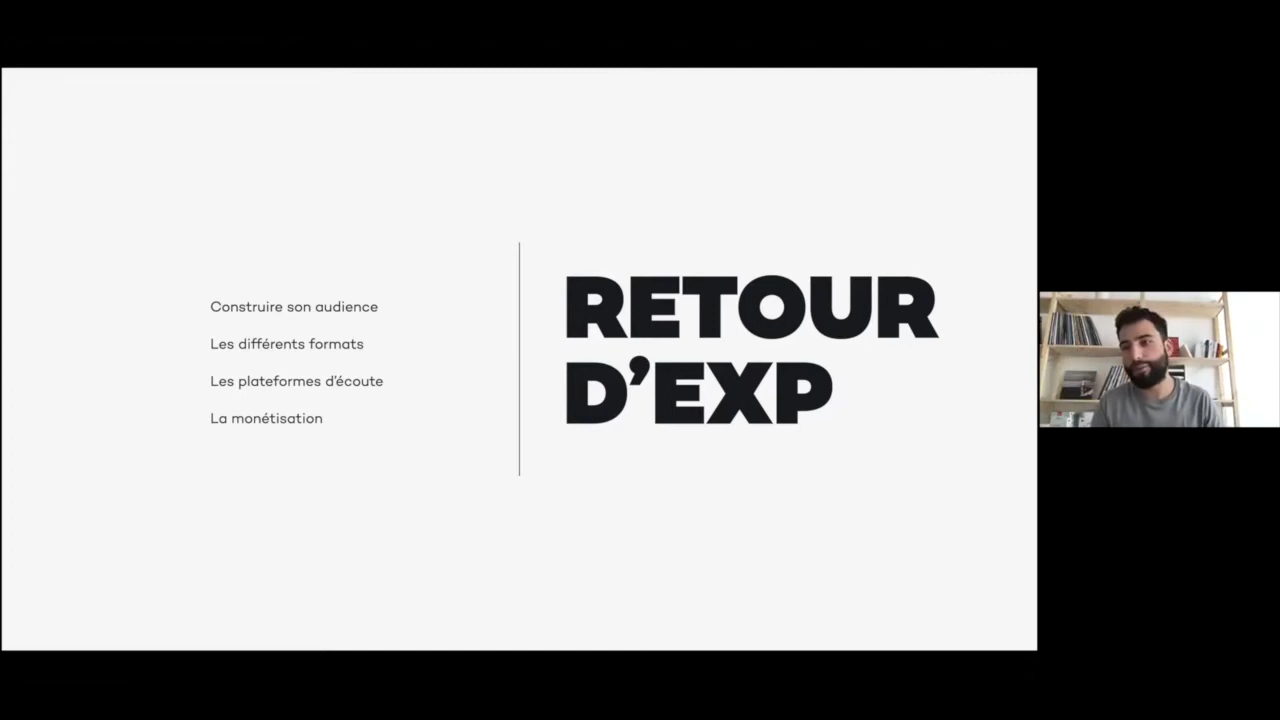 Construire son audience
Les différents formats
Les plateformes d'écoute
La monétisation
RETOUR
D'EXP